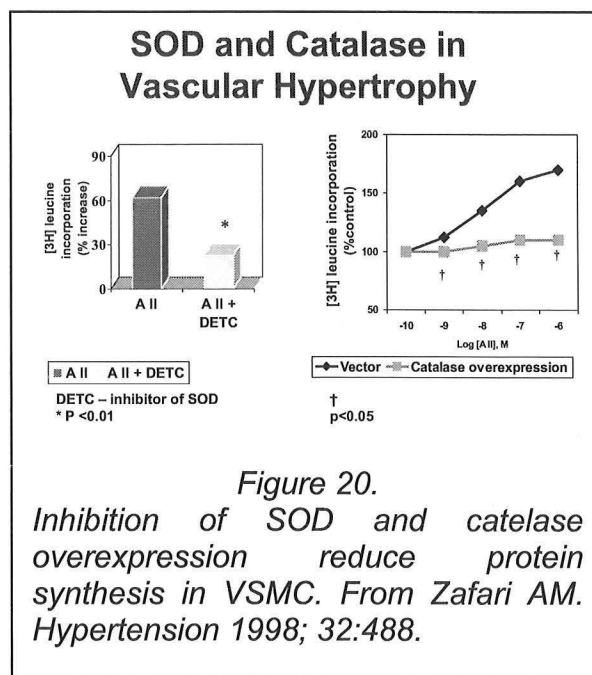 SOD and Catalase in
Vascular Hypertrophy
[3H] leucine
incorporation
(% increase)
90
60
30
0
*
A II
A II +
DETC
A II A II + DETC
DETC – inhibitor of SOD
* P <0.01
[3H] leucine incorporation
(%control)
200
150
100
50
† † † †
-10 -9 -8 -7 -6
Log [A II], M
Vector Catalase overexpression
†
p<0.05
Figure 20.
Inhibition of SOD and catelase
overexpression reduce protein
synthesis in VSMC. From Zafari AM.
Hypertension 1998; 32:488.